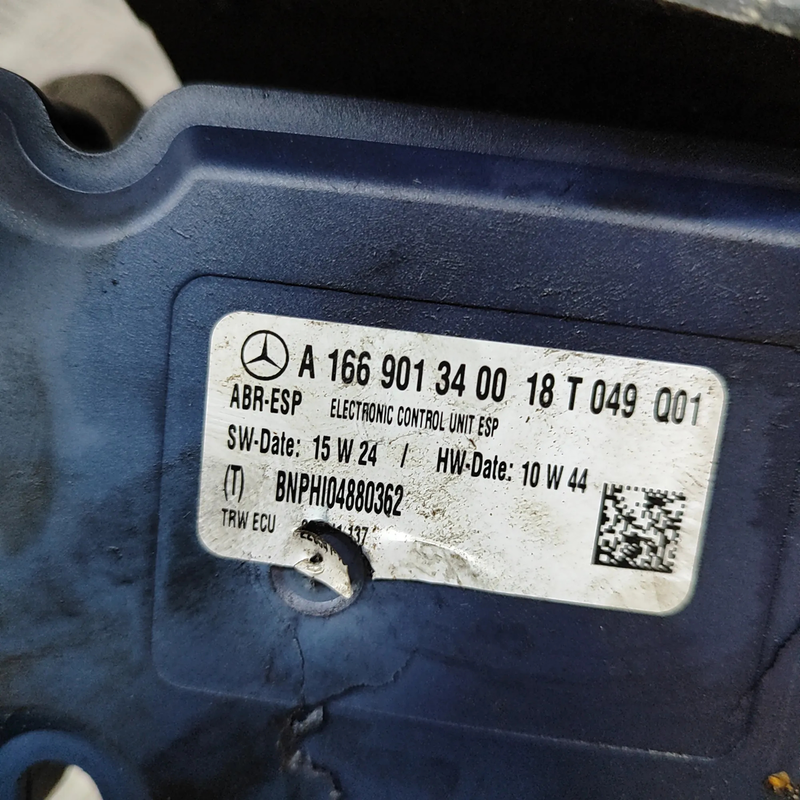 A 166 901 34 00 18 T 049 Q01
ABR-ESP ELECTRONIC CONTROL UNIT ESP
SW-Date: 15 W 24 / HW-Date: 10 W 44
(T) BNPHI04880362
TRW ECU